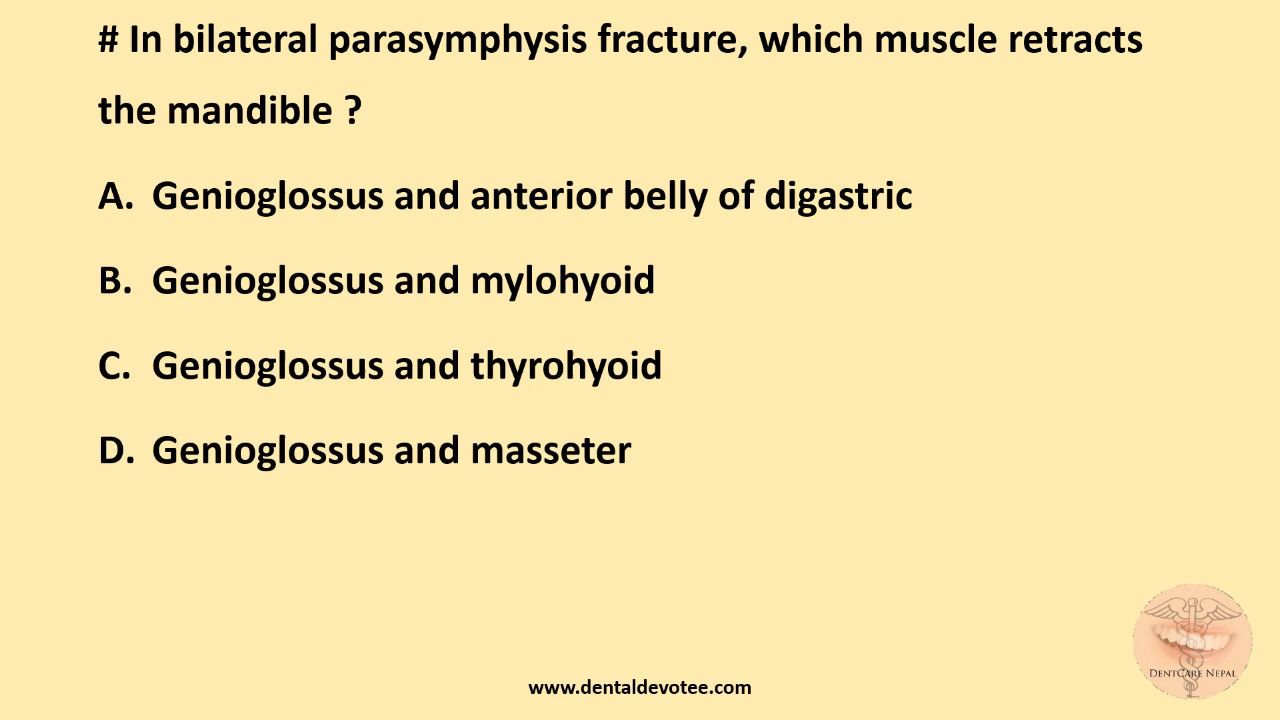 # In bilateral parasymphysis fracture, which muscle retracts
the mandible ?
A. Genioglossus and anterior belly of digastric
B. Genioglossus and mylohyoid
C. Genioglossus and thyrohyoid
D. Genioglossus and masseter
DENTCARE NEPAL
www.dentaldevotee.com